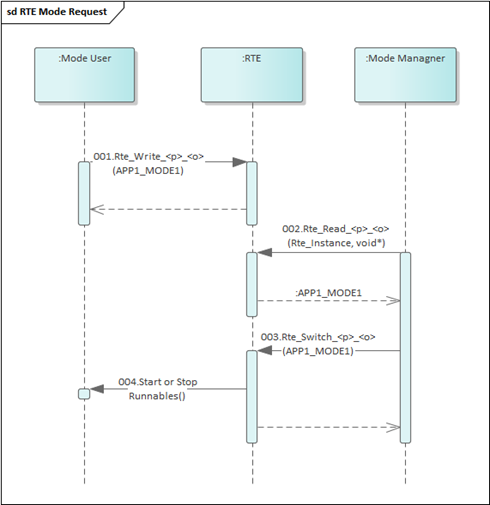 sd RTE Mode Request
:Mode User
:RTE
:Mode Managner
001.Rte_Write_<p>_<o>
(APP1_MODE1)
002.Rte_Read_<p>_<o>
(Rte_Instance, void*)
:APP1_MODE1
003.Rte_Switch_<p>_<o>
(APP1_MODE1)
004.Start or Stop
Runnables()